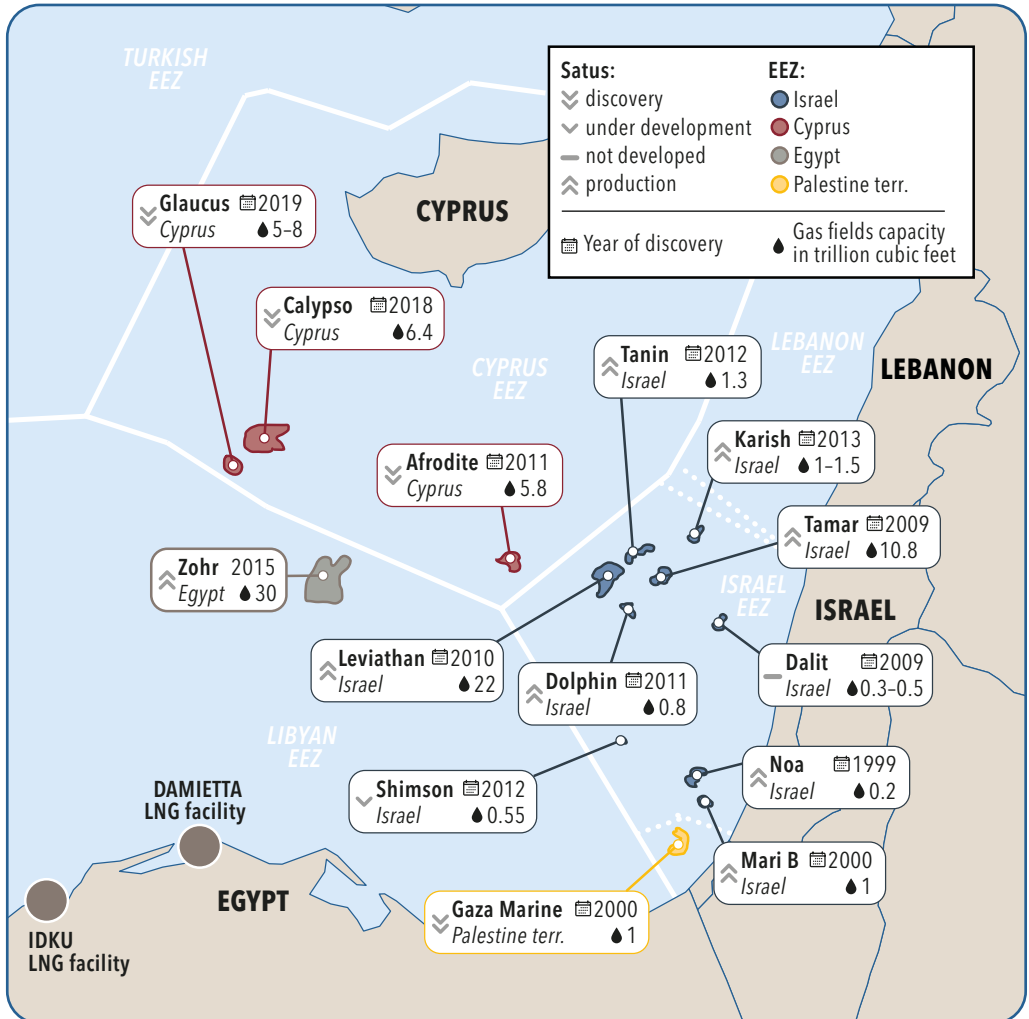 TURKISH
EEZ
Satus:
discovery
under development
not developed
production
EEZ:
Israel
Cyprus
Egypt
Palestine terr.
Year of discovery
Gas fields capacity
in trillion cubic feet
Glaucus 2019
Cyprus 5–8
CYPRUS
Calypso 2018
Cyprus 6.4
CYPRUS
EEZ
Tanin 2012
Israel 1.3
LEBANON
EEZ
LEBANON
Karish 2013
Israel 1–1.5
Afrodite 2011
Cyprus 5.8
Tamar 2009
Israel 10.8
Zohr 2015
Egypt 30
ISRAEL
EEZ
ISRAEL
Leviathan 2010
Israel 22
Dolphin 2011
Israel 0.8
Dalit 2009
Israel 0.3–0.5
LIBYAN
EEZ
Shimson 2012
Israel 0.55
Noa 1999
Israel 0.2
DAMIETTA
LNG facility
Mari B 2000
Israel 1
EGYPT
Gaza Marine 2000
Palestine terr. 1
IDKU
LNG facility